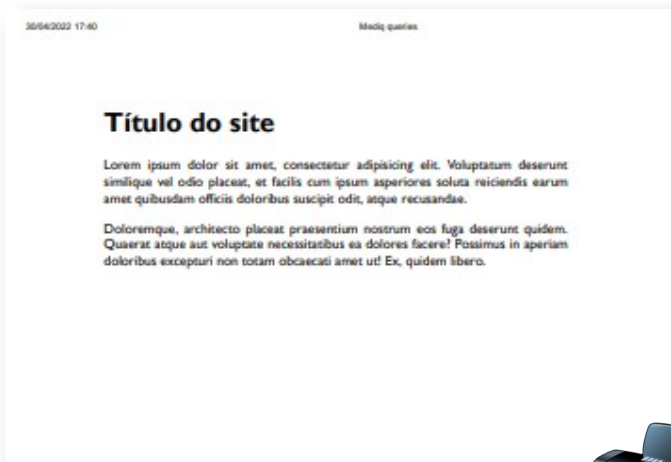 30/04/2022 17:40
Mediq queries
Título do site
Lorem ipsum dolor sit amet, consectetur adipisicing elit. Voluptatum deserunt
similique vel odio placeat, et facilis cum ipsum asperiores soluta reiciendis earum
amet quibusdam officiis doloribus suscipit odit, atque recusandae.
Doloremque, architecto placeat praesentium nostrum eos fuga deserunt quidem.
Quaerat atque aut voluptate necessitatibus ea dolores facere! Possimus in aperiam
doloribus excepturi non totam obcaecati amet ut! Ex, quidem libero.